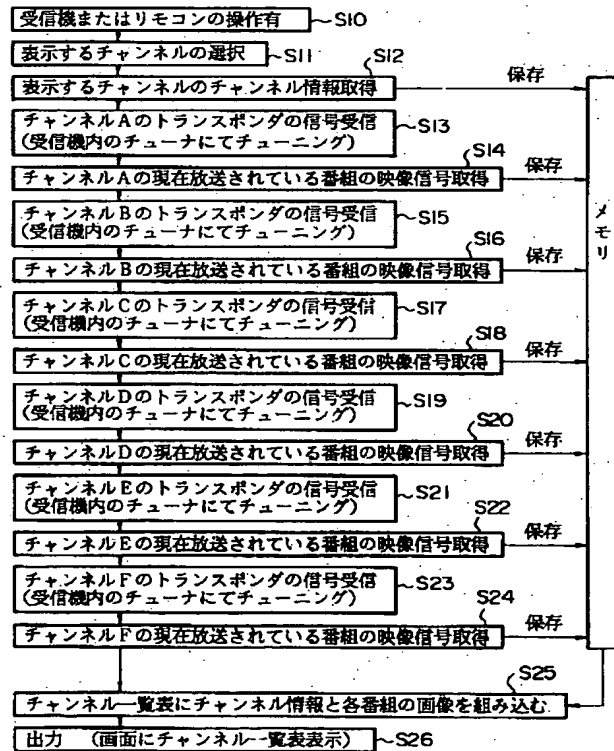 受信機またはリモコンの操作有 S10
表示するチャンネルの選択 S11
表示するチャンネルのチャンネル情報取得 S12 保存
チャンネルAのトランスポンダの信号受信
(受信機内のチューナにてチューニング) S13
チャンネルAの現在放送されている番組の映像信号取得 S14 保存
チャンネルBのトランスポンダの信号受信
(受信機内のチューナにてチューニング) S15
チャンネルBの現在放送されている番組の映像信号取得 S16 保存
チャンネルCのトランスポンダの信号受信
(受信機内のチューナにてチューニング) S17
チャンネルCの現在放送されている番組の映像信号取得 S18 保存
チャンネルDのトランスポンダの信号受信
(受信機内のチューナにてチューニング) S19
チャンネルDの現在放送されている番組の映像信号取得 S20 保存
チャンネルEのトランスポンダの信号受信
(受信機内のチューナにてチューニング) S21
チャンネルEの現在放送されている番組の映像信号取得 S22 保存
チャンネルFのトランスポンダの信号受信
(受信機内のチューナにてチューニング) S23
チャンネルFの現在放送されている番組の映像信号取得 S24 保存
メモリ
チャンネル一覧表にチャンネル情報と各番組の画像を組み込む S25
出力 (画面にチャンネル一覧表表示) S26